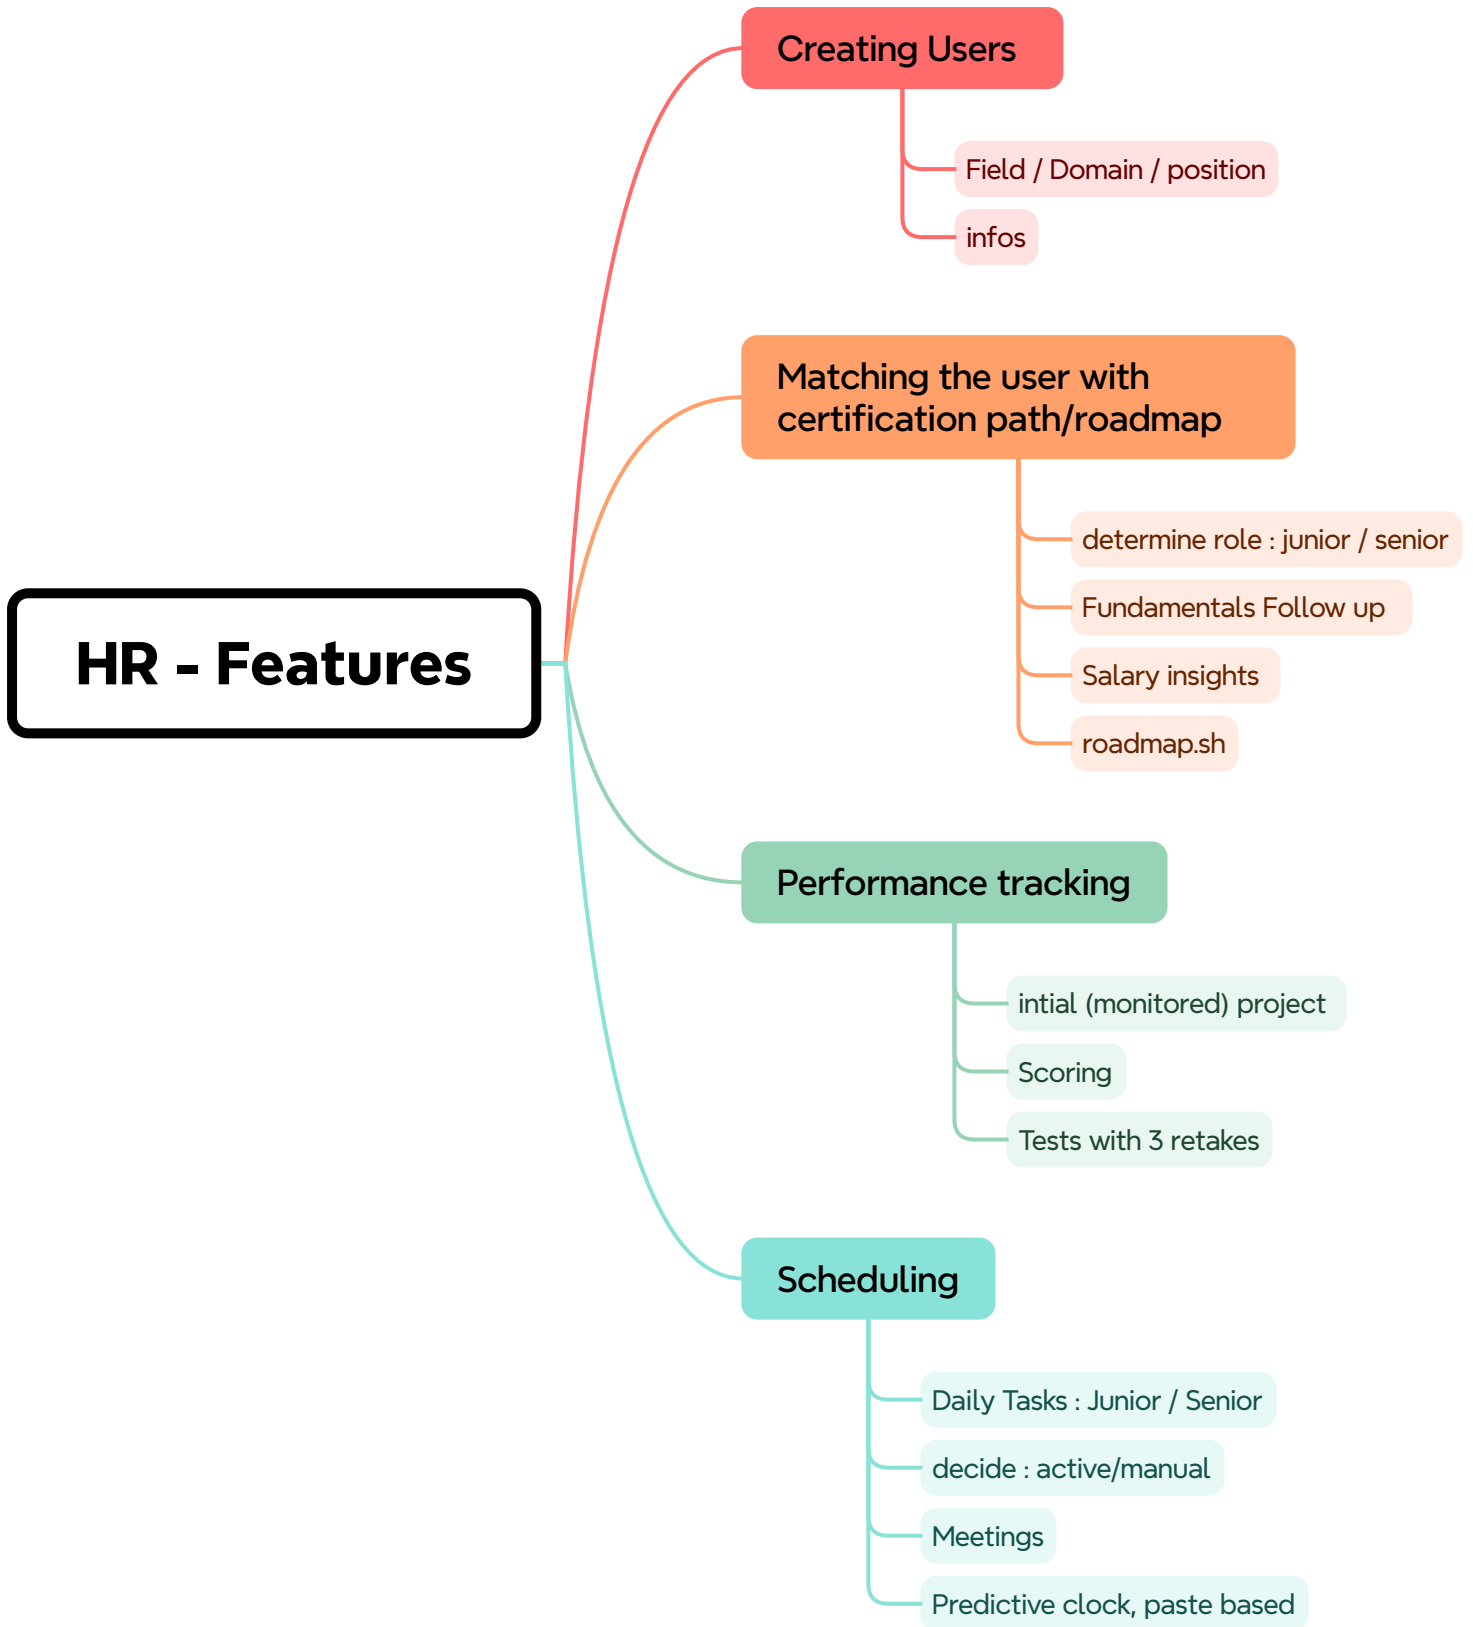 Creating Users
Field / Domain / position
infos
Matching the user with
certification path/roadmap
determine role : junior / senior
Fundamentals Follow up
Salary insights
roadmap.sh
HR - Features
Performance tracking
intial (monitored) project
Scoring
Tests with 3 retakes
Scheduling
Daily Tasks : Junior / Senior
decide : active/manual
Meetings
Predictive clock, paste based